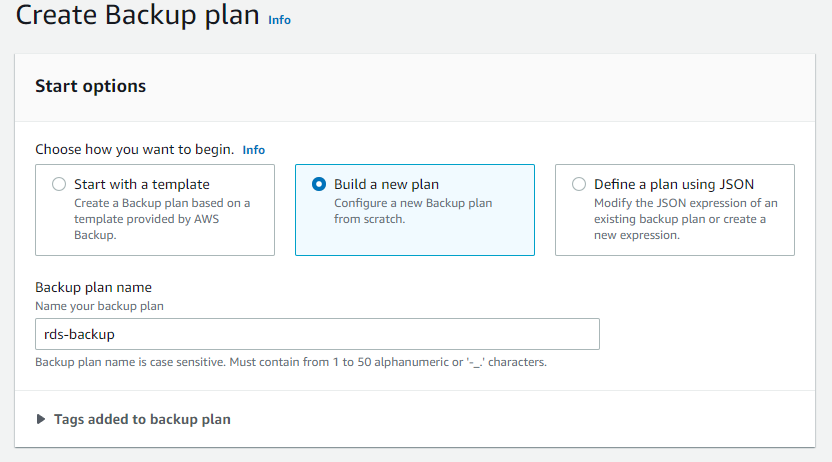 Create Backup plan Info
Start options
Choose how you want to begin. Info
Start with a template
Create a Backup plan based on a
template provided by AWS
Backup.
Build a new plan
Configure a new Backup plan
from scratch.
Define a plan using JSON
Modify the JSON expression of an
existing backup plan or create a
new expression.
Backup plan name
Name your backup plan
rds-backup
Backup plan name is case sensitive. Must contain from 1 to 50 alphanumeric or '-_.' characters.
Tags added to backup plan